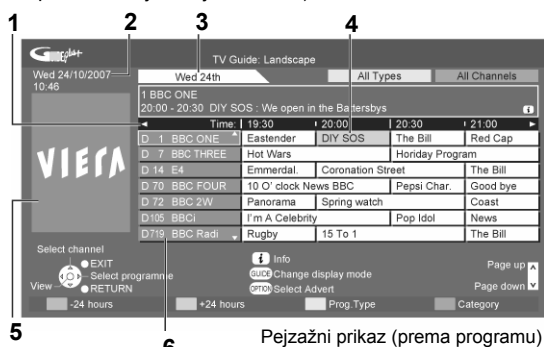 1 2 3 4
GUIDE Plus+
TV Guide: Landscape
Wed 24/10/2007
10:46
Wed 24th All Types All Channels
1 BBC ONE
20:00 - 20:30 DIY SOS : We open in the Battersbys i
Time: 19:30 20:00 20:30 21:00
D 1 BBC ONE Eastender DIY SOS The Bill Red Cap
D 7 BBC THREE Hot Wars Horiday Program
D 14 E4 Emmerdal. Coronation Street The Bill
D 70 BBC FOUR 10 O' clock News BBC Pepsi Char. Good bye
D 72 BBC 2W Panorama Spring watch Coast
D105 BBCi I'm A Celebrity Pop Idol News
D719 BBC Radi Rugby 15 To 1 The Bill
VIERA
Select channel
EXIT
Select programme
View
RETURN
i Info
GUIDE Change display mode
OPTION Select Advert
Page up
Page down
-24 hours +24 hours Prog.Type Category
5 6
Pejzažni prikaz (prema programu)